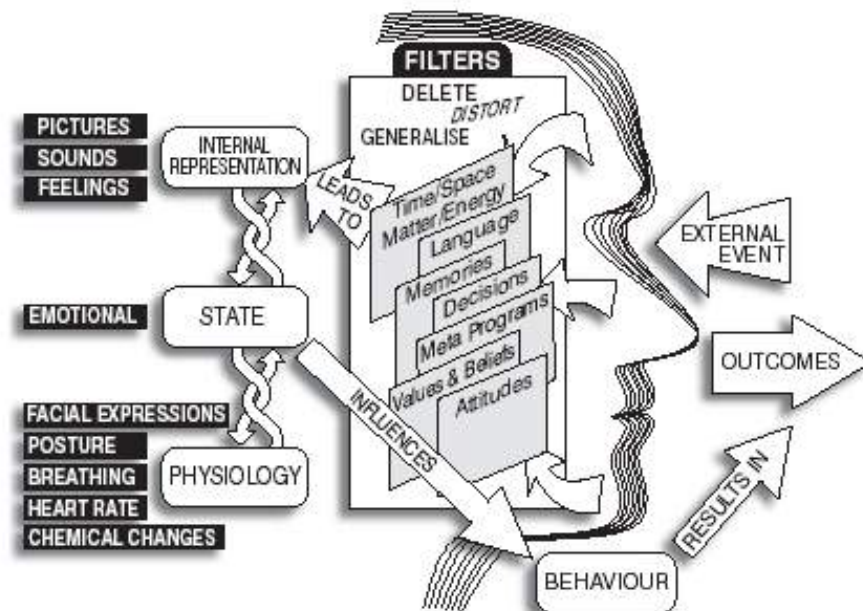 FILTERS
DELETE
DISTORT
GENERALISE
PICTURES
SOUNDS
FEELINGS
INTERNAL
REPRESENTATION
LEADS
TO
Time/Space
Matter/Energy
Language
Memories
Decisions
Meta Programs
Values & Beliefs
Attitudes
EXTERNAL
EVENT
EMOTIONAL
STATE
OUTCOMES
INFLUENCES
FACIAL EXPRESSIONS
POSTURE
BREATHING
HEART RATE
CHEMICAL CHANGES
PHYSIOLOGY
RESULTS IN
BEHAVIOUR